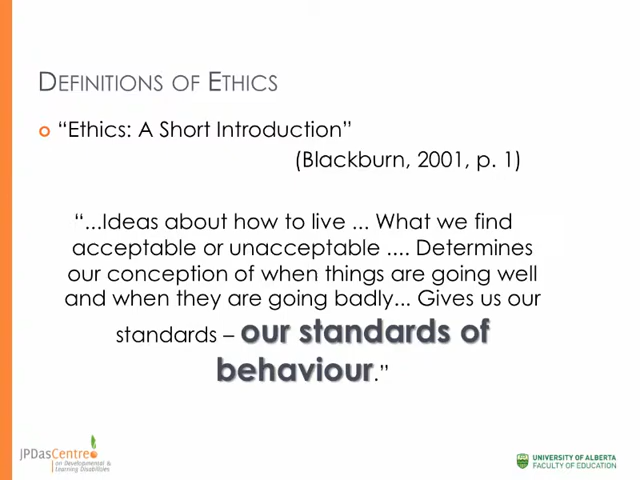 DEFINITIONS OF ETHICS
“Ethics: A Short Introduction”
(Blackburn, 2001, p. 1)
“...Ideas about how to live ... What we find
acceptable or unacceptable .... Determines
our conception of when things are going well
and when they are going badly... Gives us our
standards – our standards of
behaviour.”
JPDasCentre
on Developmental &
Learning Disabilities
UNIVERSITY OF ALBERTA
FACULTY OF EDUCATION